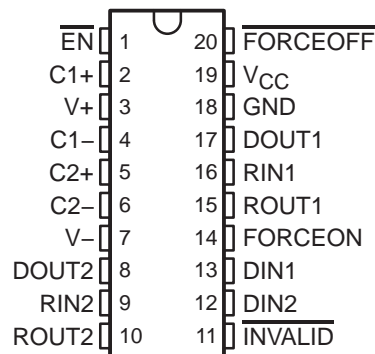 EN 1 20 FORCEOFF
C1+ 2 19 VCC
V+ 3 18 GND
C1− 4 17 DOUT1
C2+ 5 16 RIN1
C2− 6 15 ROUT1
V− 7 14 FORCEON
DOUT2 8 13 DIN1
RIN2 9 12 DIN2
ROUT2 10 11 INVALID